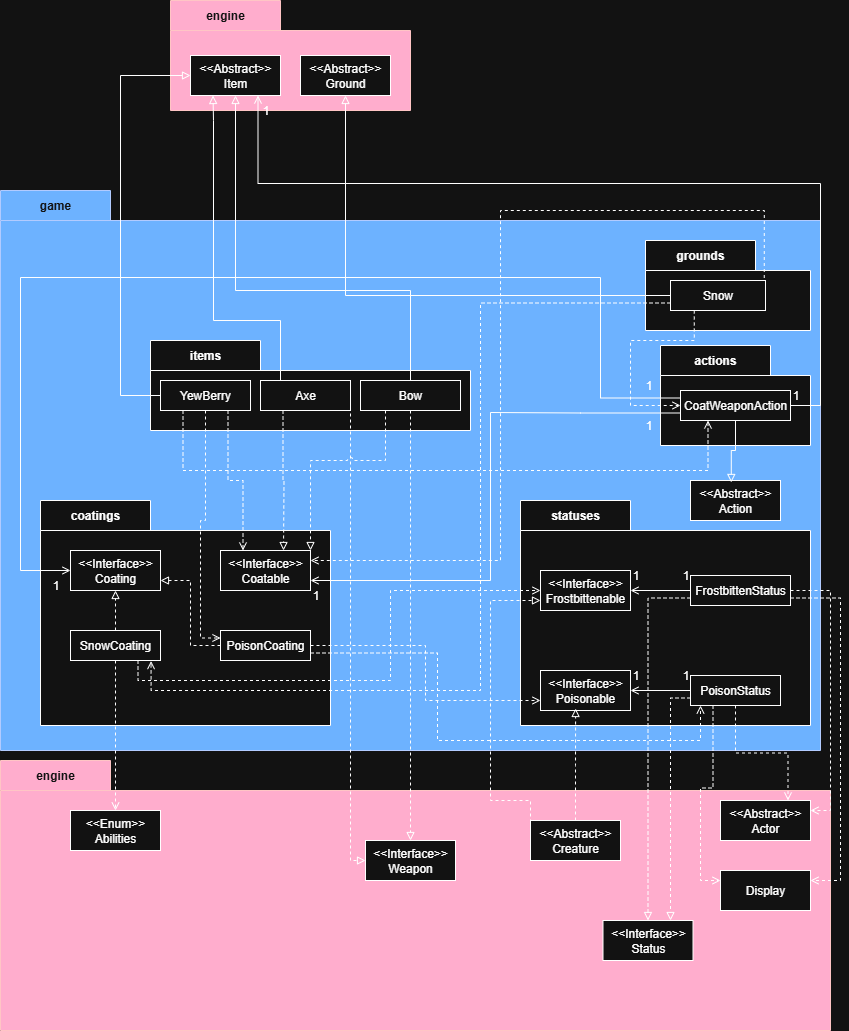 engine
<<Abstract>>
Item
<<Abstract>>
Ground
1
game
grounds
Snow
items
YewBerry
Axe
Bow
actions
1
CoatWeaponAction
1
1
<<Abstract>>
Action
coatings
<<Interface>>
Coating
1
<<Interface>>
Coatable
1
SnowCoating
PoisonCoating
statuses
<<Interface>>
Frostbittenable
1
1
FrostbittenStatus
<<Interface>>
Poisonable
1
1
PoisonStatus
engine
<<Enum>>
Abilities
<<Interface>>
Weapon
<<Abstract>>
Creature
<<Abstract>>
Actor
Display
<<Interface>>
Status